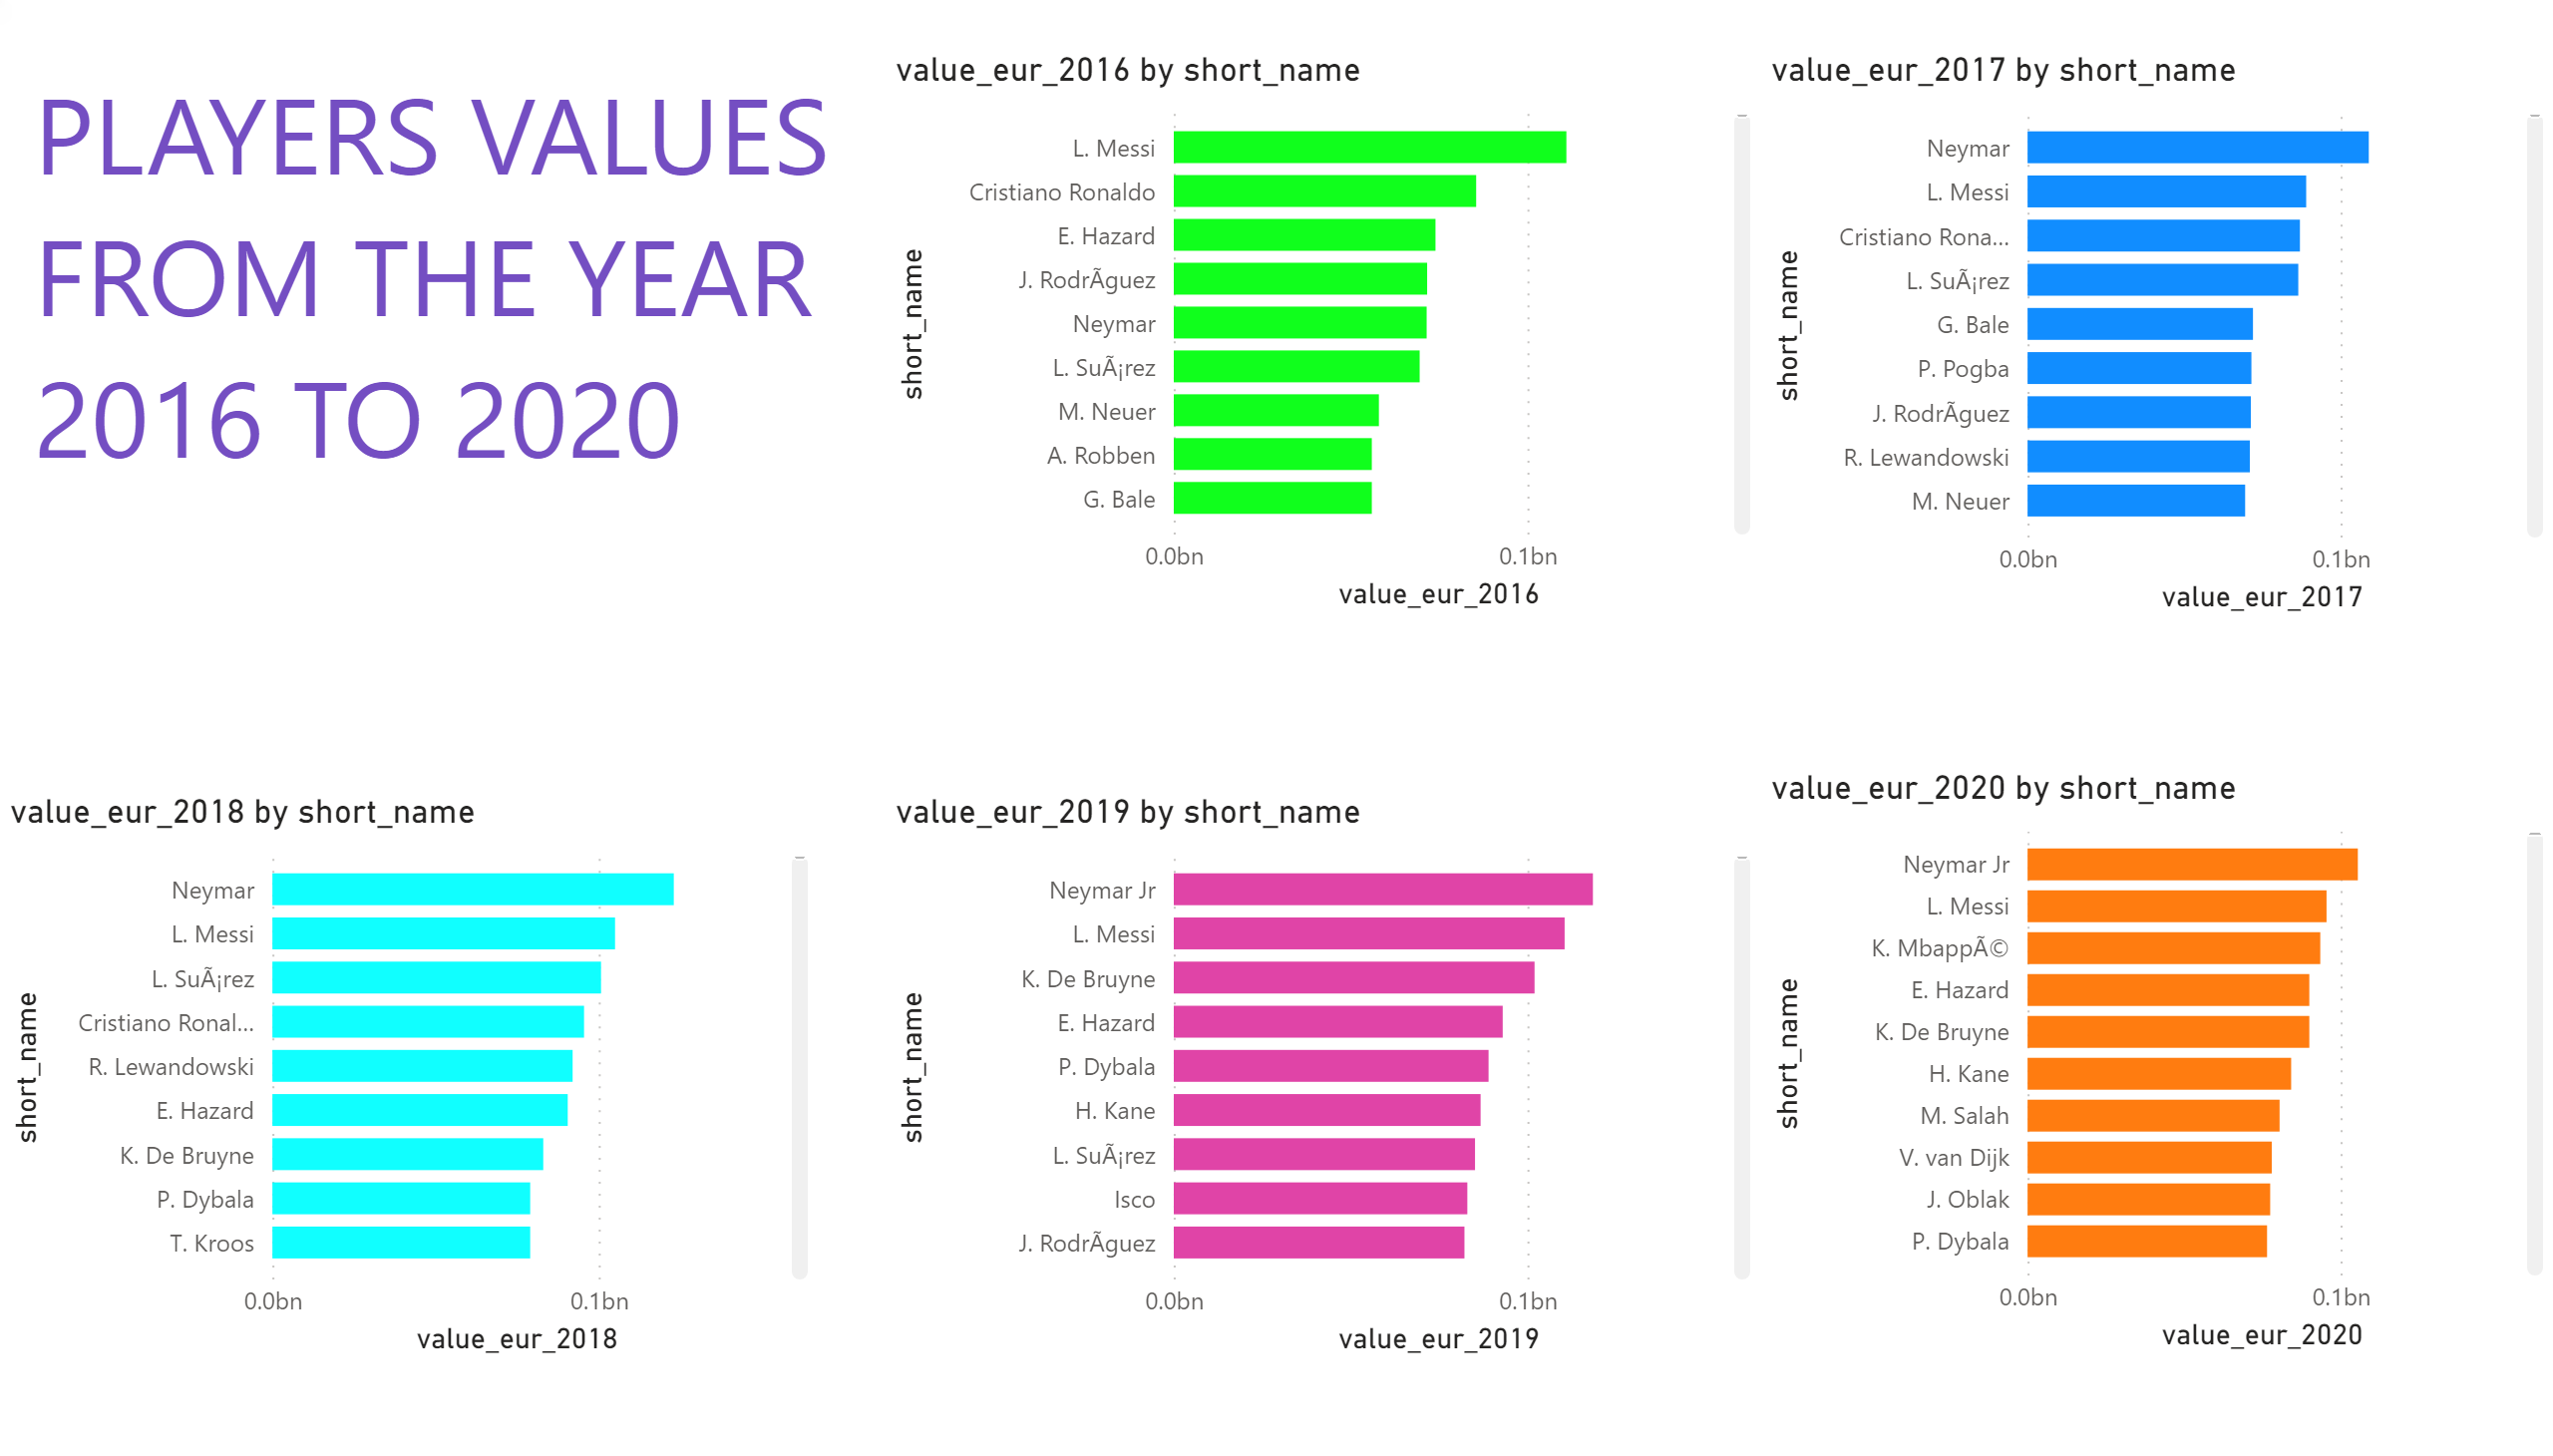 PLAYERS VALUES
FROM THE YEAR
2016 TO 2020
value_eur_2016 by short_name
short_name
L. Messi
Cristiano Ronaldo
E. Hazard
J. RodrÃguez
Neymar
L. SuÃ¡rez
M. Neuer
A. Robben
G. Bale
0.0bn 0.1bn
value_eur_2016
value_eur_2017 by short_name
short_name
Neymar
L. Messi
Cristiano Rona...
L. SuÃ¡rez
G. Bale
P. Pogba
J. RodrÃguez
R. Lewandowski
M. Neuer
0.0bn 0.1bn
value_eur_2017
value_eur_2018 by short_name
short_name
Neymar
L. Messi
L. SuÃ¡rez
Cristiano Ronal...
R. Lewandowski
E. Hazard
K. De Bruyne
P. Dybala
T. Kroos
0.0bn 0.1bn
value_eur_2018
value_eur_2019 by short_name
short_name
Neymar Jr
L. Messi
K. De Bruyne
E. Hazard
P. Dybala
H. Kane
L. SuÃ¡rez
Isco
J. RodrÃguez
0.0bn 0.1bn
value_eur_2019
value_eur_2020 by short_name
short_name
Neymar Jr
L. Messi
K. MbappÃ©
E. Hazard
K. De Bruyne
H. Kane
M. Salah
V. van Dijk
J. Oblak
P. Dybala
0.0bn 0.1bn
value_eur_2020